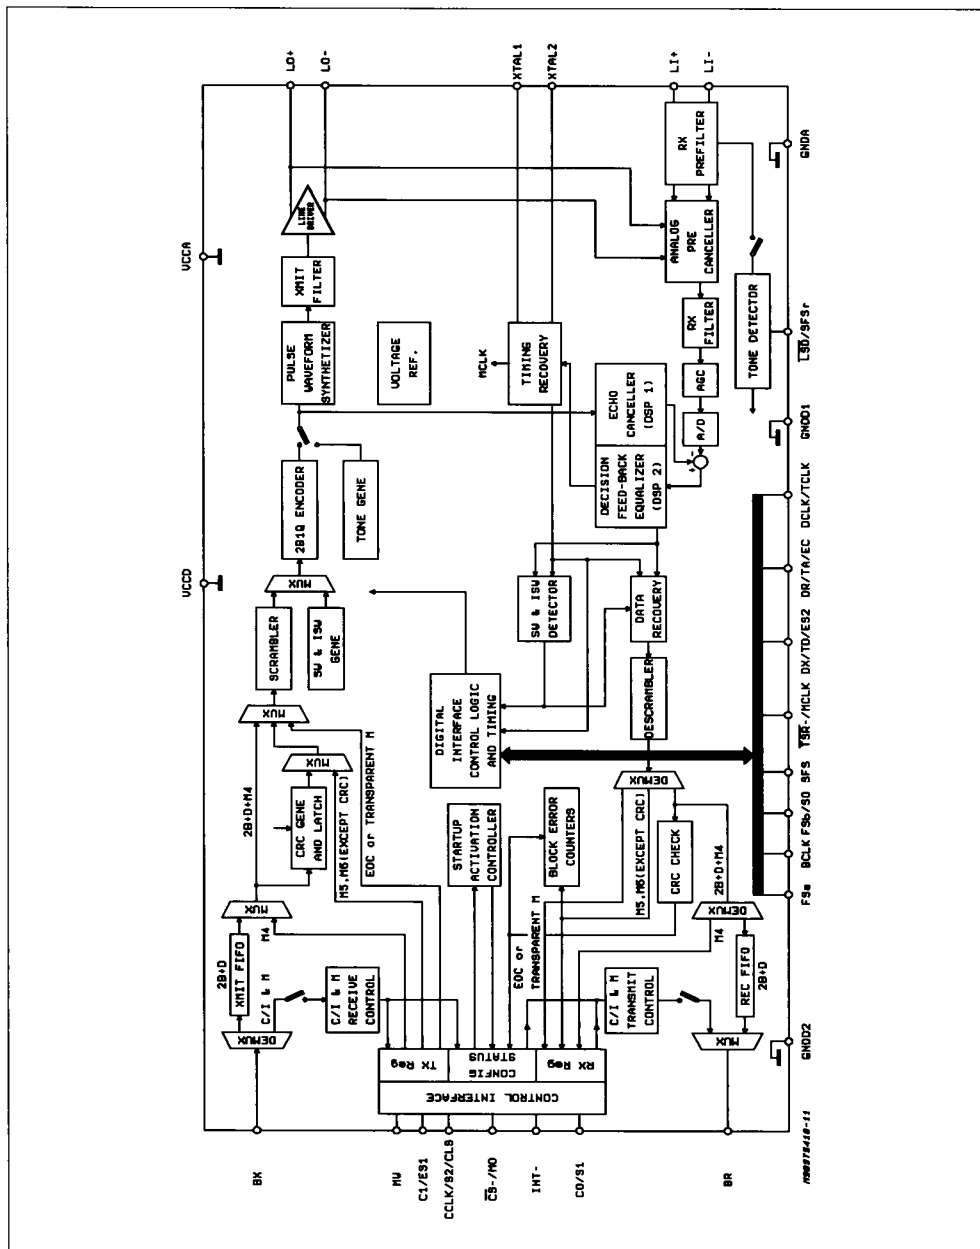 LO+
LO-
XTAL1
XTAL2
LI+
LI-
RX
PREFILTER
GNDA
LINE
DRIVER
ANALOG
PRE
CANCELLER
VCCA
XMIT
FILTER
RX
FILTER
TONE DETECTOR
LSD/SFSr
PULSE
WAVEFORM
SYNTHETIZER
VOLTAGE
REF.
MCLK
TIMING
RECOVERY
ECHO
CANCELLER
(DSP 1)
AGC
A/D
GNDD1
+
-
2B1Q ENCODER
TONE GENE
DECISION
FEED-BACK
EQUALIZER
(DSP 2)
DCLK/TCLK
VCCD
MUX
SW & ISW
DETECTOR
DATA
RECOVERY
DR/TA/EC
SCRAMBLER
SW & ISW
GENE
DESCRAMBLER
DX/TD/ES2
MUX
DIGITAL
INTERFACE
CONTROL LOGIC
AND TIMING
TSR-/MCLK
MUX
DEMUX
SFS
2B+D+M4
CRC GENE
AND LATCH
M5.M6(EXCEPT CRC)
EOC or TRANSPARENT M
STARTUP
ACTIVATION
CONTROLLER
BLOCK ERROR
COUNTERS
M5.M6(EXCEPT CRC)
CRC CHECK
2B+D+M4
FSb/SO
BCLK
FSa
MUX
M4
EOC or
TRANSPARENT M
M4
DEMUX
2B+D
XMIT FIFO
C/I & M
C/I & M
RECEIVE
CONTROL
C/I & M
TRANSMIT
CONTROL
REC FIFO
2B+D
DEMUX
MUX
GNDD2
TX Reg
CONFIG
STATUS
RX Reg
CONTROL INTERFACE
BX
MW
C1/ES1
CCLK/S2/CLS
CS-/MO
INT-
CO/S1
BR